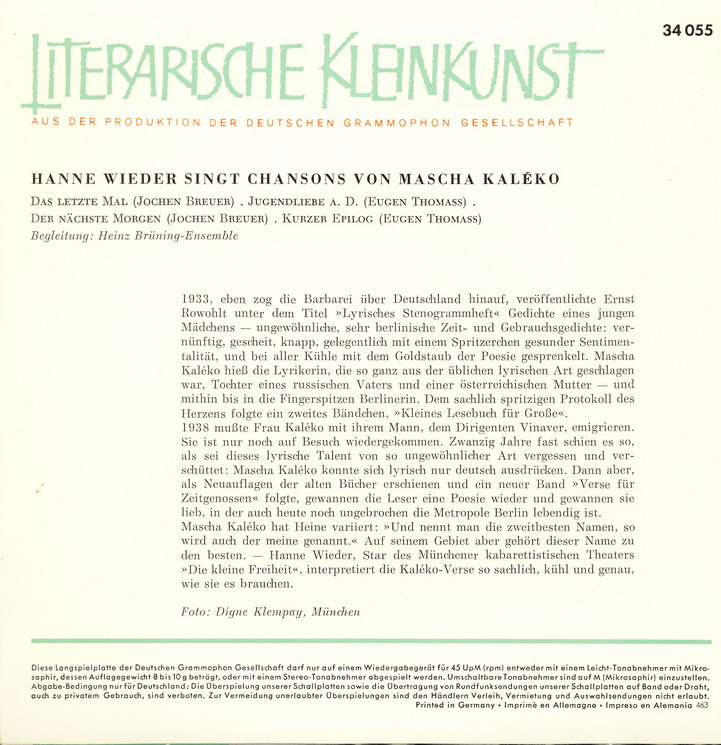 34 055
LITERARISCHE KLEINKUNST
AUS DER PRODUKTION DER DEUTSCHEN GRAMMOPHON GESELLSCHAFT
HANNE WIEDER SINGT CHANSONS VON MASCHA KALÉKO
DAS LETZTE MAL (JOCHEN BREUER) . JUGENDLIEBE A. D. (EUGEN THOMASS) .
DER NÄCHSTE MORGEN (JOCHEN BREUER) . KURZER EPILOG (EUGEN THOMASS)
Begleitung: Heinz Brüning-Ensemble
1933, eben zog die Barbarei über Deutschland hinauf, veröffentlichte Ernst
Rowohlt unter dem Titel »Lyrisches Stenogrammheft« Gedichte eines jungen
Mädchens — ungewöhnliche, sehr berlinische Zeit- und Gebrauchsgedichte: ver-
nünftig, gescheit, knapp, gelegentlich mit einem Spritzerchen gesunder Sentimen-
talität, und bei aller Kühle mit dem Goldstaub der Poesie gesprenkelt. Mascha
Kaléko hieß die Lyrikerin, die so ganz aus der üblichen lyrischen Art geschlagen
war, Tochter eines russischen Vaters und einer österreichischen Mutter — und
mithin bis in die Fingerspitzen Berlinerin. Dem sachlich spritzigen Protokoll des
Herzens folgte ein zweites Bändchen, »Kleines Lesebuch für Große«.
1938 mußte Frau Kaléko mit ihrem Mann, dem Dirigenten Vinaver, emigrieren.
Sie ist nur noch auf Besuch wiedergekommen. Zwanzig Jahre fast schien es so,
als sei dieses lyrische Talent von so ungewöhnlicher Art vergessen und ver-
schüttet: Mascha Kaléko konnte sich lyrisch nur deutsch ausdrücken. Dann aber,
als Neuauflagen der alten Bücher erschienen und ein neuer Band »Verse für
Zeitgenossen« folgte, gewannen die Leser eine Poesie wieder und gewannen sie
lieb, in der auch heute noch ungebrochen die Metropole Berlin lebendig ist.
Mascha Kaléko hat Heine variiert: »Und nennt man die zweitbesten Namen, so
wird auch der meine genannt.« Auf seinem Gebiet aber gehört dieser Name zu
den besten. — Hanne Wieder, Star des Münchener kabarettistischen Theaters
»Die kleine Freiheit«, interpretiert die Kaléko-Verse so sachlich, kühl und genau,
wie sie es brauchen.
Foto: Digne Klempay, München
Diese Langspielplatte der Deutschen Grammophon Gesellschaft darf nur auf einem Wiedergabegerät für 45 UpM (rpm) entweder mit einem Leicht-Tonabnehmer mit Mikro-
saphir, dessen Auflagegewicht 8 bis 10 g beträgt, oder mit einem Stereo-Tonabnehmer abgespielt werden. Umschaltbare Tonabnehmer sind auf M (Mikrosaphir) einzustellen.
Abgabe-Bedingung nur für Deutschland: Die Überspielung unserer Schallplatten sowie die Übertragung von Rundfunksendungen unserer Schallplatten auf Band oder Draht,
auch zu privatem Gebrauch, sind verboten. Zur Vermeidung unerlaubter Überspielungen sind den Händlern Verleih, Vermietung und Auswahlsendungen nicht erlaubt.
Printed in Germany • Imprimé en Allemagne • Impreso en Alemania 463